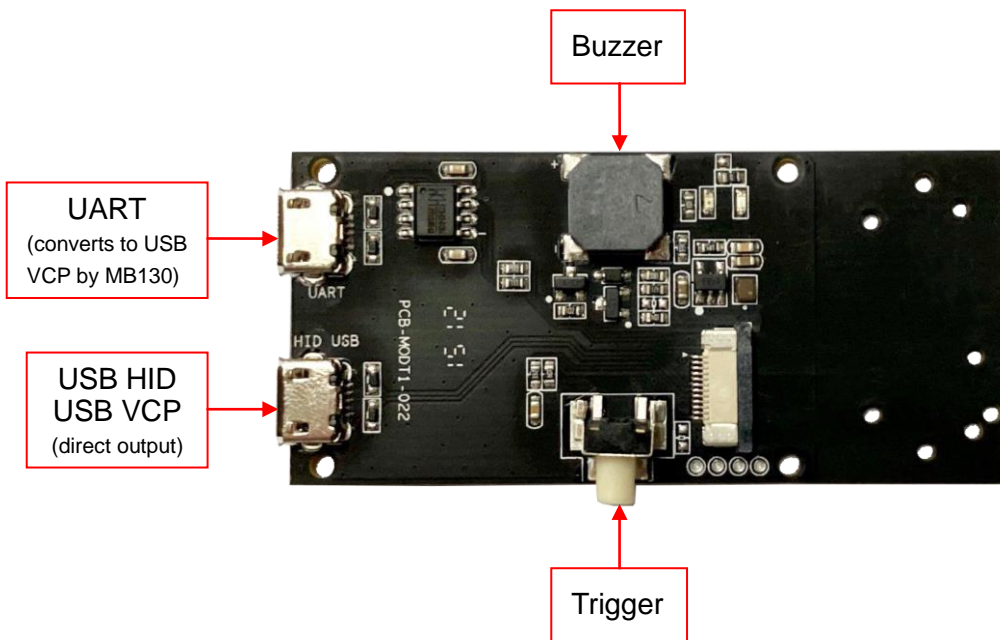 Buzzer
UART
(converts to USB
VCP by MB130)
UART
HID USB
PCB-MODT1-022
USB HID
USB VCP
(direct output)
Trigger